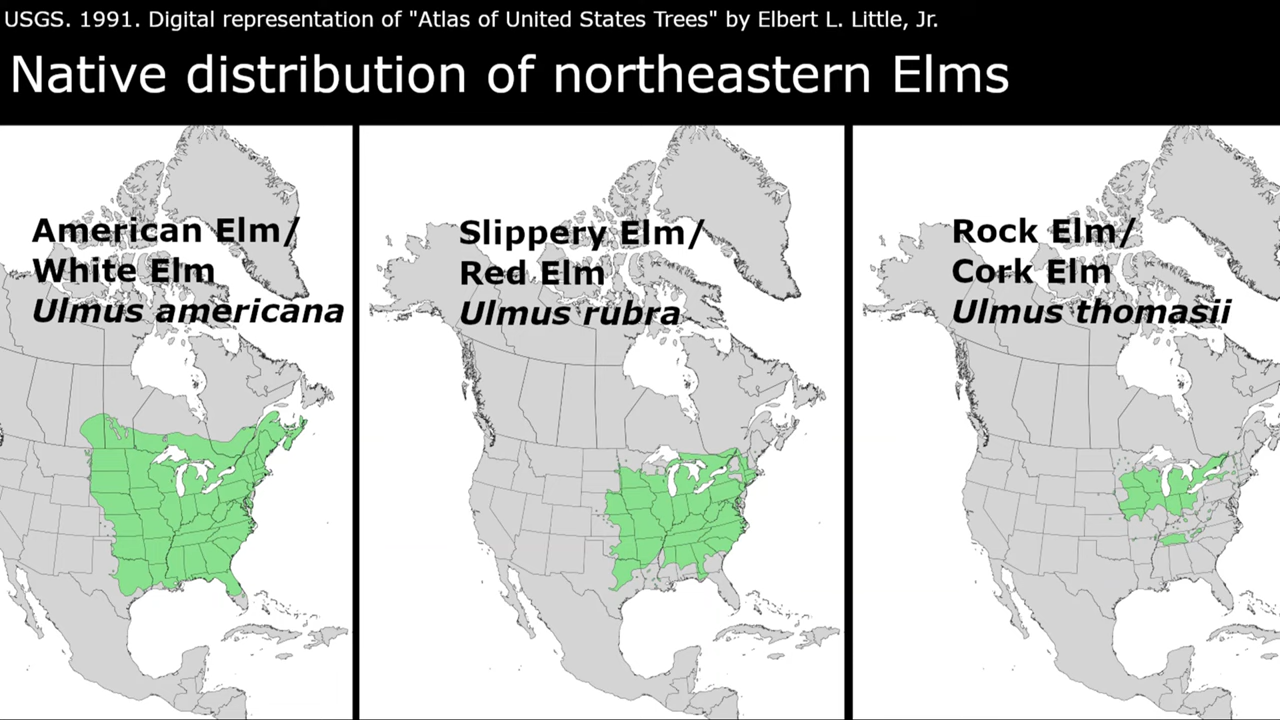 USGS. 1991. Digital representation of "Atlas of United States Trees" by Elbert L. Little, Jr.
Native distribution of northeastern Elms
American Elm/
White Elm
Ulmus americana
Slippery Elm/
Red Elm
Ulmus rubra
Rock Elm/
Cork Elm
Ulmus thomasii